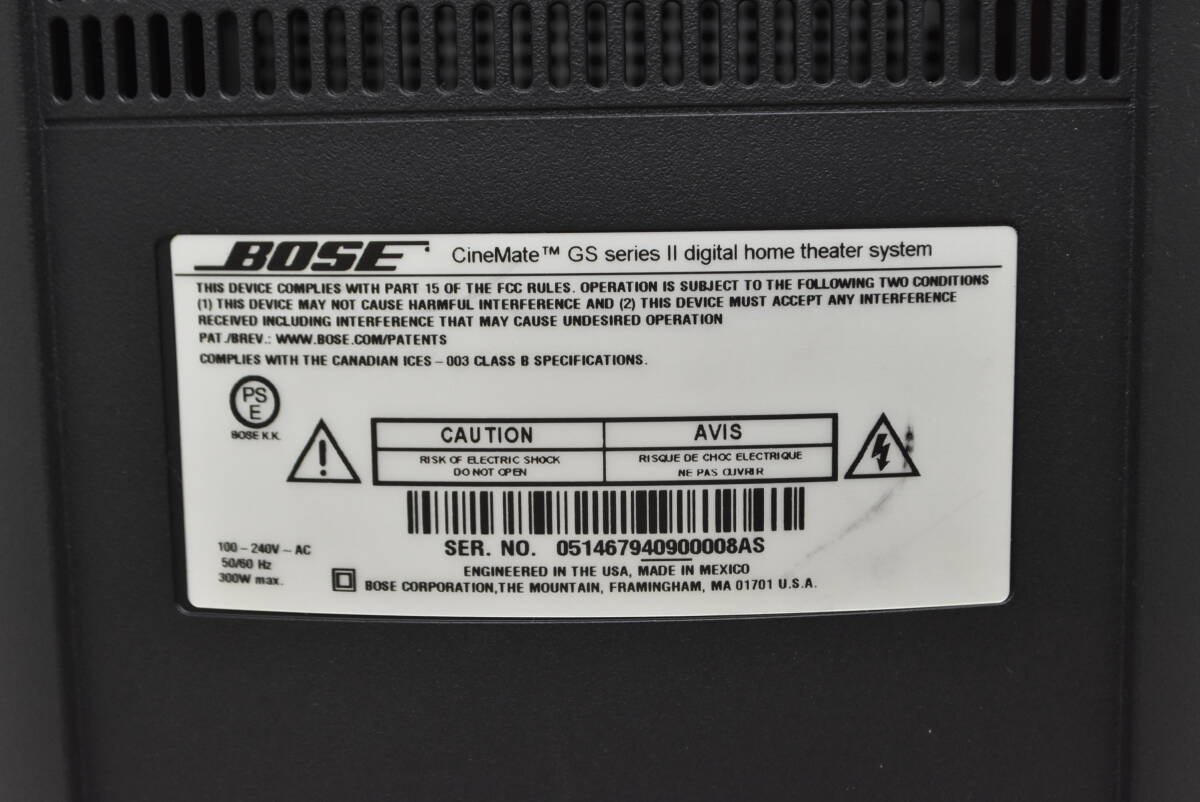 BOSE CineMate™ GS series II digital home theater system
THIS DEVICE COMPLIES WITH PART 15 OF THE FCC RULES. OPERATION IS SUBJECT TO THE FOLLOWING TWO CONDITIONS
(1) THIS DEVICE MAY NOT CAUSE HARMFUL INTERFERENCE AND (2) THIS DEVICE MUST ACCEPT ANY INTERFERENCE
RECEIVED INCLUDING INTERFERENCE THAT MAY CAUSE UNDESIRED OPERATION
PAT./BREV.: WWW.BOSE.COM/PATENTS
COMPLIES WITH THE CANADIAN ICES – 003 CLASS B SPECIFICATIONS.
PS
E
BOSE K.K.
CAUTION
RISK OF ELECTRIC SHOCK
DO NOT OPEN
AVIS
RISQUE DE CHOC ELECTRIQUE
NE PAS OUVRIR
SER. NO. 051467940900008AS
100 – 240V ~ AC
50/60 Hz
300W max.
ENGINEERED IN THE USA, MADE IN MEXICO
BOSE CORPORATION,THE MOUNTAIN, FRAMINGHAM, MA 01701 U.S.A.